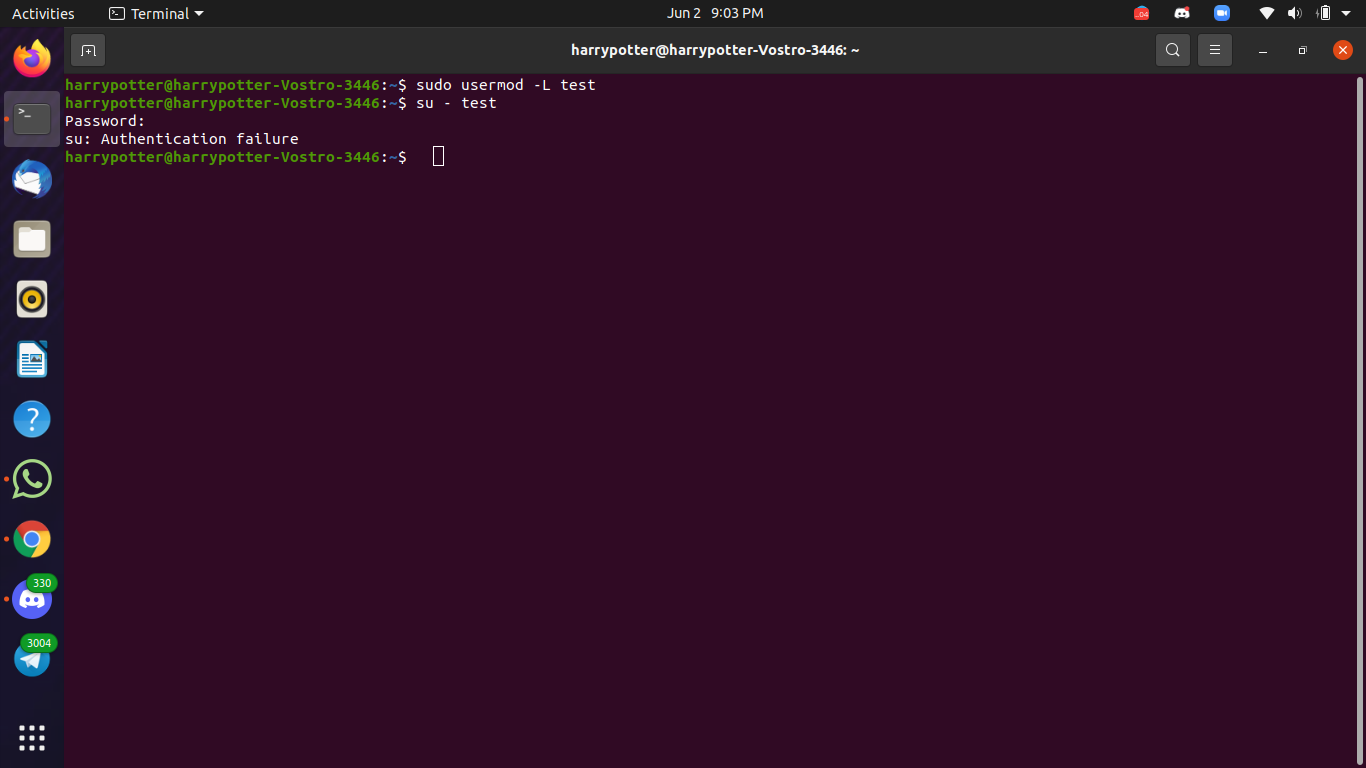 Activities
Terminal
Jun 2 9:03 PM
harrypotter@harrypotter-Vostro-3446: ~
harrypotter@harrypotter-Vostro-3446:~$ sudo usermod -L test
harrypotter@harrypotter-Vostro-3446:~$ su - test
Password:
su: Authentication failure
harrypotter@harrypotter-Vostro-3446:~$
330
3004